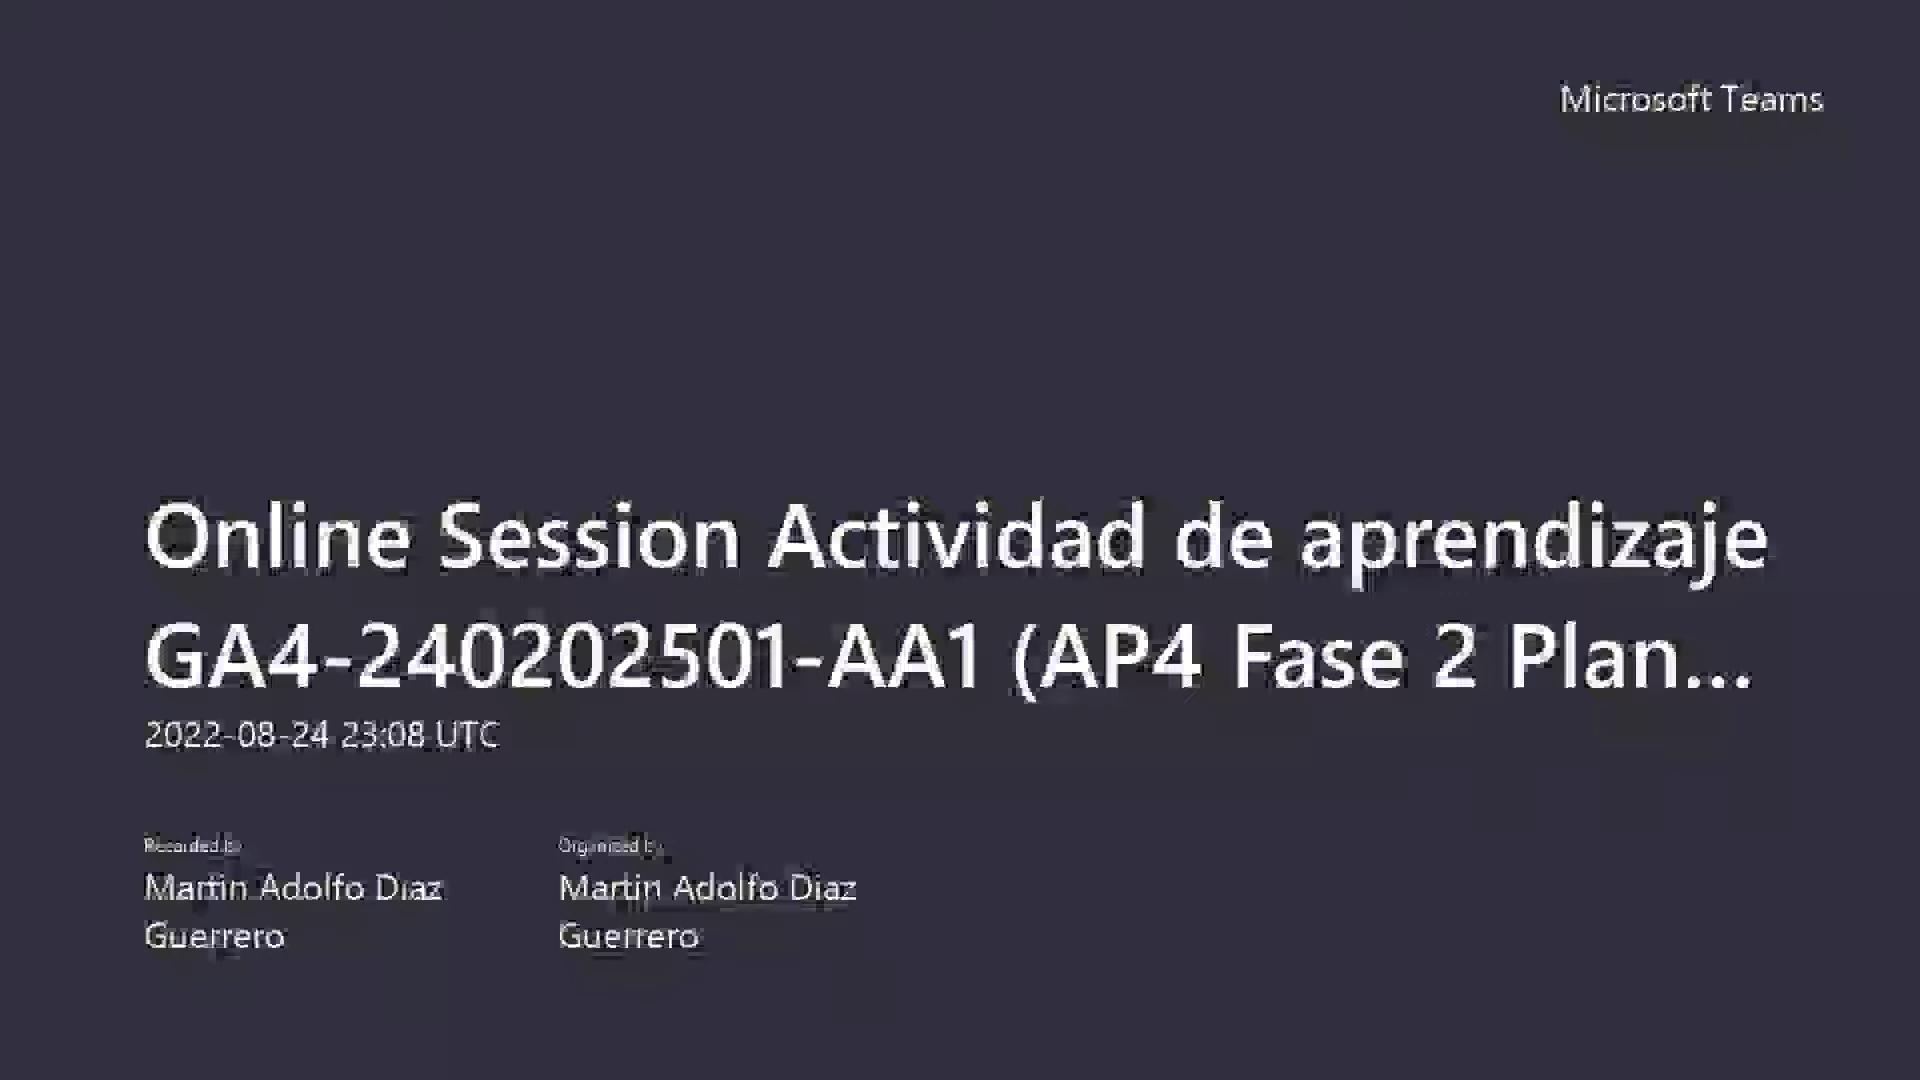 Microsoft Teams
Online Session Actividad de aprendizaje
GA4-240202501-AA1 (AP4 Fase 2 Plan...
2022-08-24 23:08 UTC
Recorded by
Organized by
Martin Adolfo Diaz
Guerrero
Martin Adolfo Diaz
Guerrero